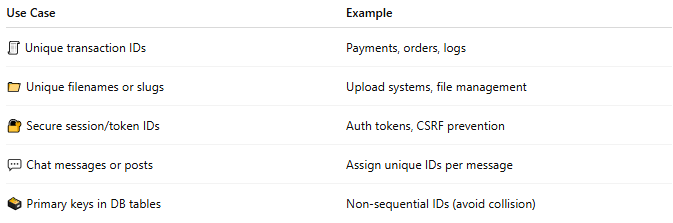 Use Case Example
🧾 Unique transaction IDs Payments, orders, logs
📁 Unique filenames or slugs Upload systems, file management
🔐 Secure session/token IDs Auth tokens, CSRF prevention
💬 Chat messages or posts Assign unique IDs per message
🗳️ Primary keys in DB tables Non-sequential IDs (avoid collision)